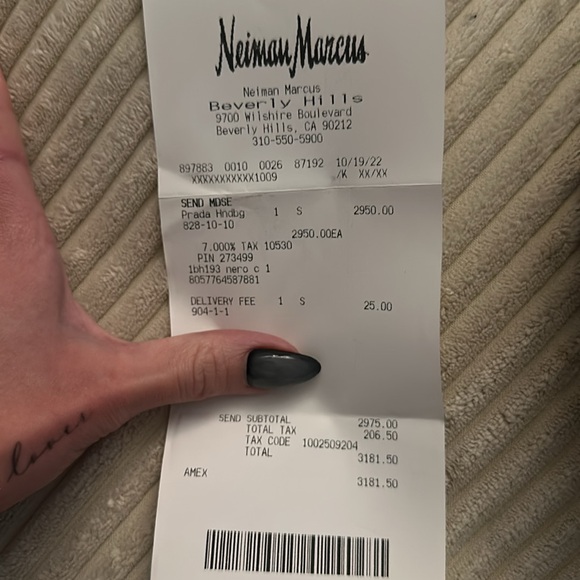 Neiman Marcus
Neiman Marcus
Beverly Hills
9700 Wilshire Boulevard
Beverly Hills, CA 90212
310-550-5900
897883 0010 0026 87192 10/19/22
XXXXXXXXXXX1009 /K XX/XX
SEND MDSE
Prada Hndbg 1 S 2950.00
828-10-10
2950.00EA
7.000% TAX 10530
PIN 273499
1bh193 nero c 1
8057764587881
DELIVERY FEE 1 S 25.00
904-1-1
SEND SUBTOTAL 2975.00
TOTAL TAX 206.50
TAX CODE 1002509204
TOTAL 3181.50
AMEX 3181.50